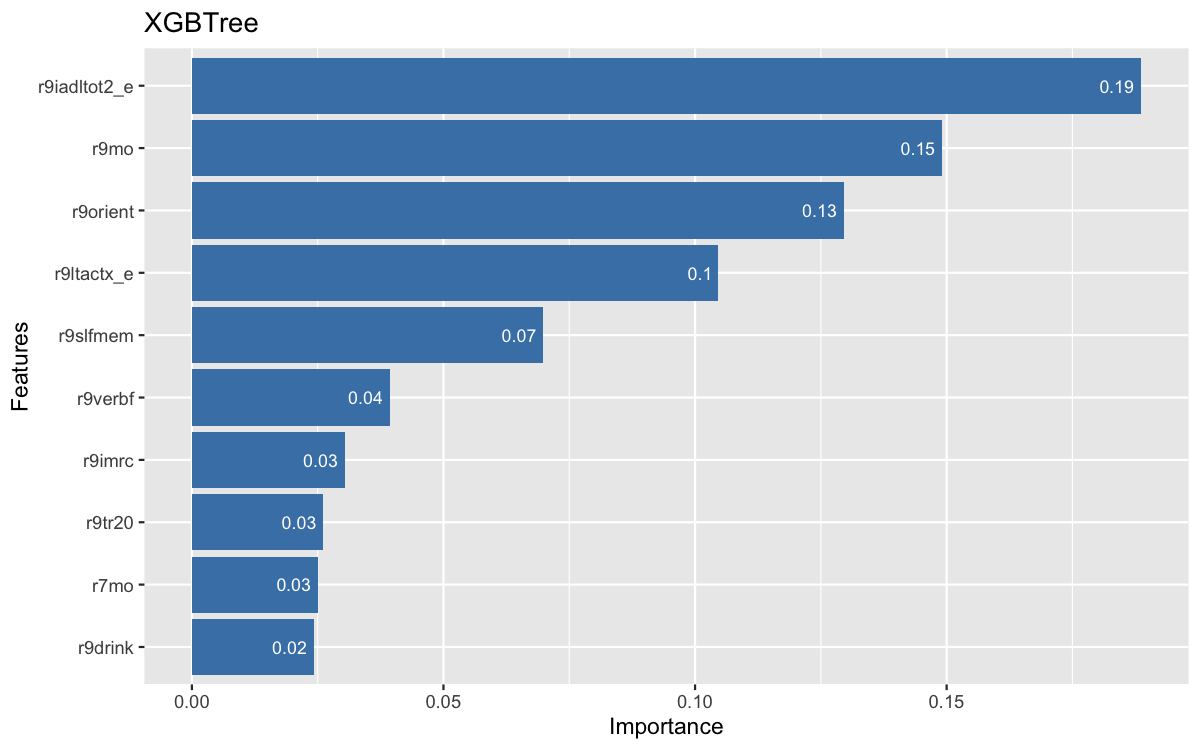 XGBTree
Features
r9iadltot2_e 0.19
r9mo 0.15
r9orient 0.13
r9ltactx_e 0.1
r9slfmem 0.07
r9verbf 0.04
r9imrc 0.03
r9tr20 0.03
r7mo 0.03
r9drink 0.02
0.00 0.05 0.10 0.15
Importance